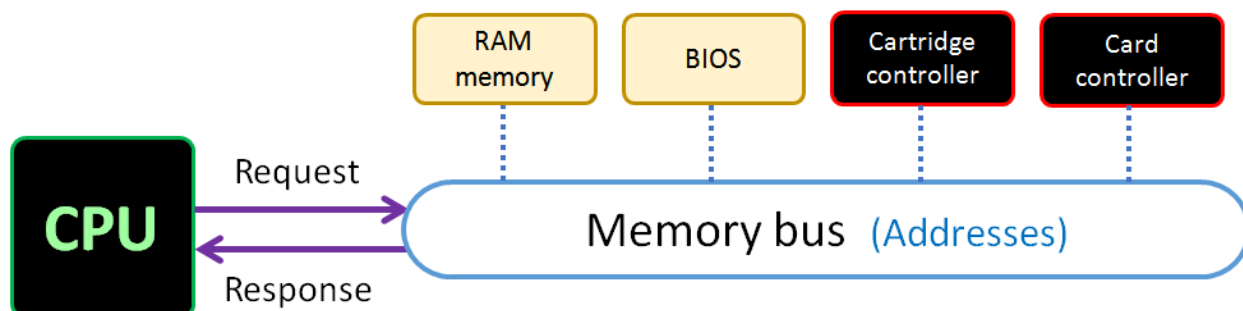 RAM
memory
BIOS
Cartridge
controller
Card
controller
CPU
Request
Response
Memory bus (Addresses)